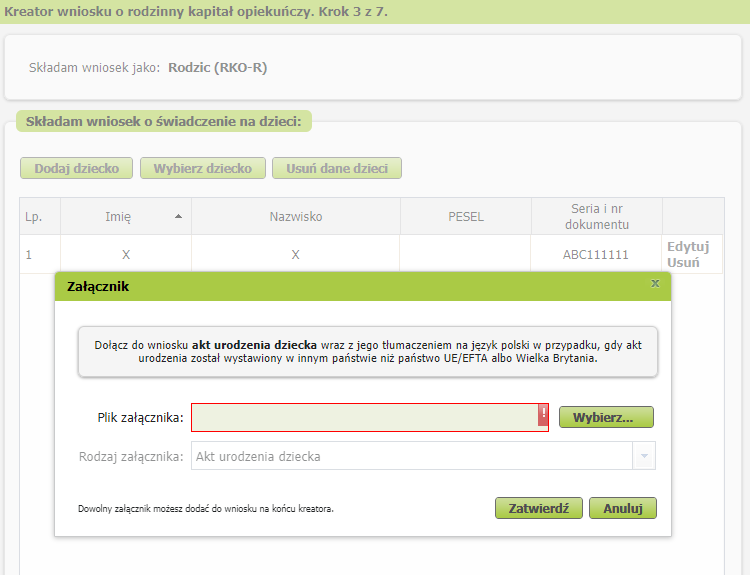 Kreator wniosku o rodzinny kapitał opiekuńczy. Krok 3 z 7.
Składam wniosek jako: Rodzic (RKO-R)
Składam wniosek o świadczenie na dzieci:
Dodaj dziecko Wybierz dziecko Usuń dane dzieci
Lp. Imię Nazwisko PESEL Seria i nr
dokumentu
1 X X ABC111111 Edytuj
Usuń
Załącznik x
Dołącz do wniosku akt urodzenia dziecka wraz z jego tłumaczeniem na język polski w przypadku, gdy akt
urodzenia został wystawiony w innym państwie niż państwo UE/EFTA albo Wielka Brytania.
Plik załącznika: ! Wybierz...
Rodzaj załącznika: Akt urodzenia dziecka
Dowolny załącznik możesz dodać do wniosku na końcu kreatora. Zatwierdź Anuluj